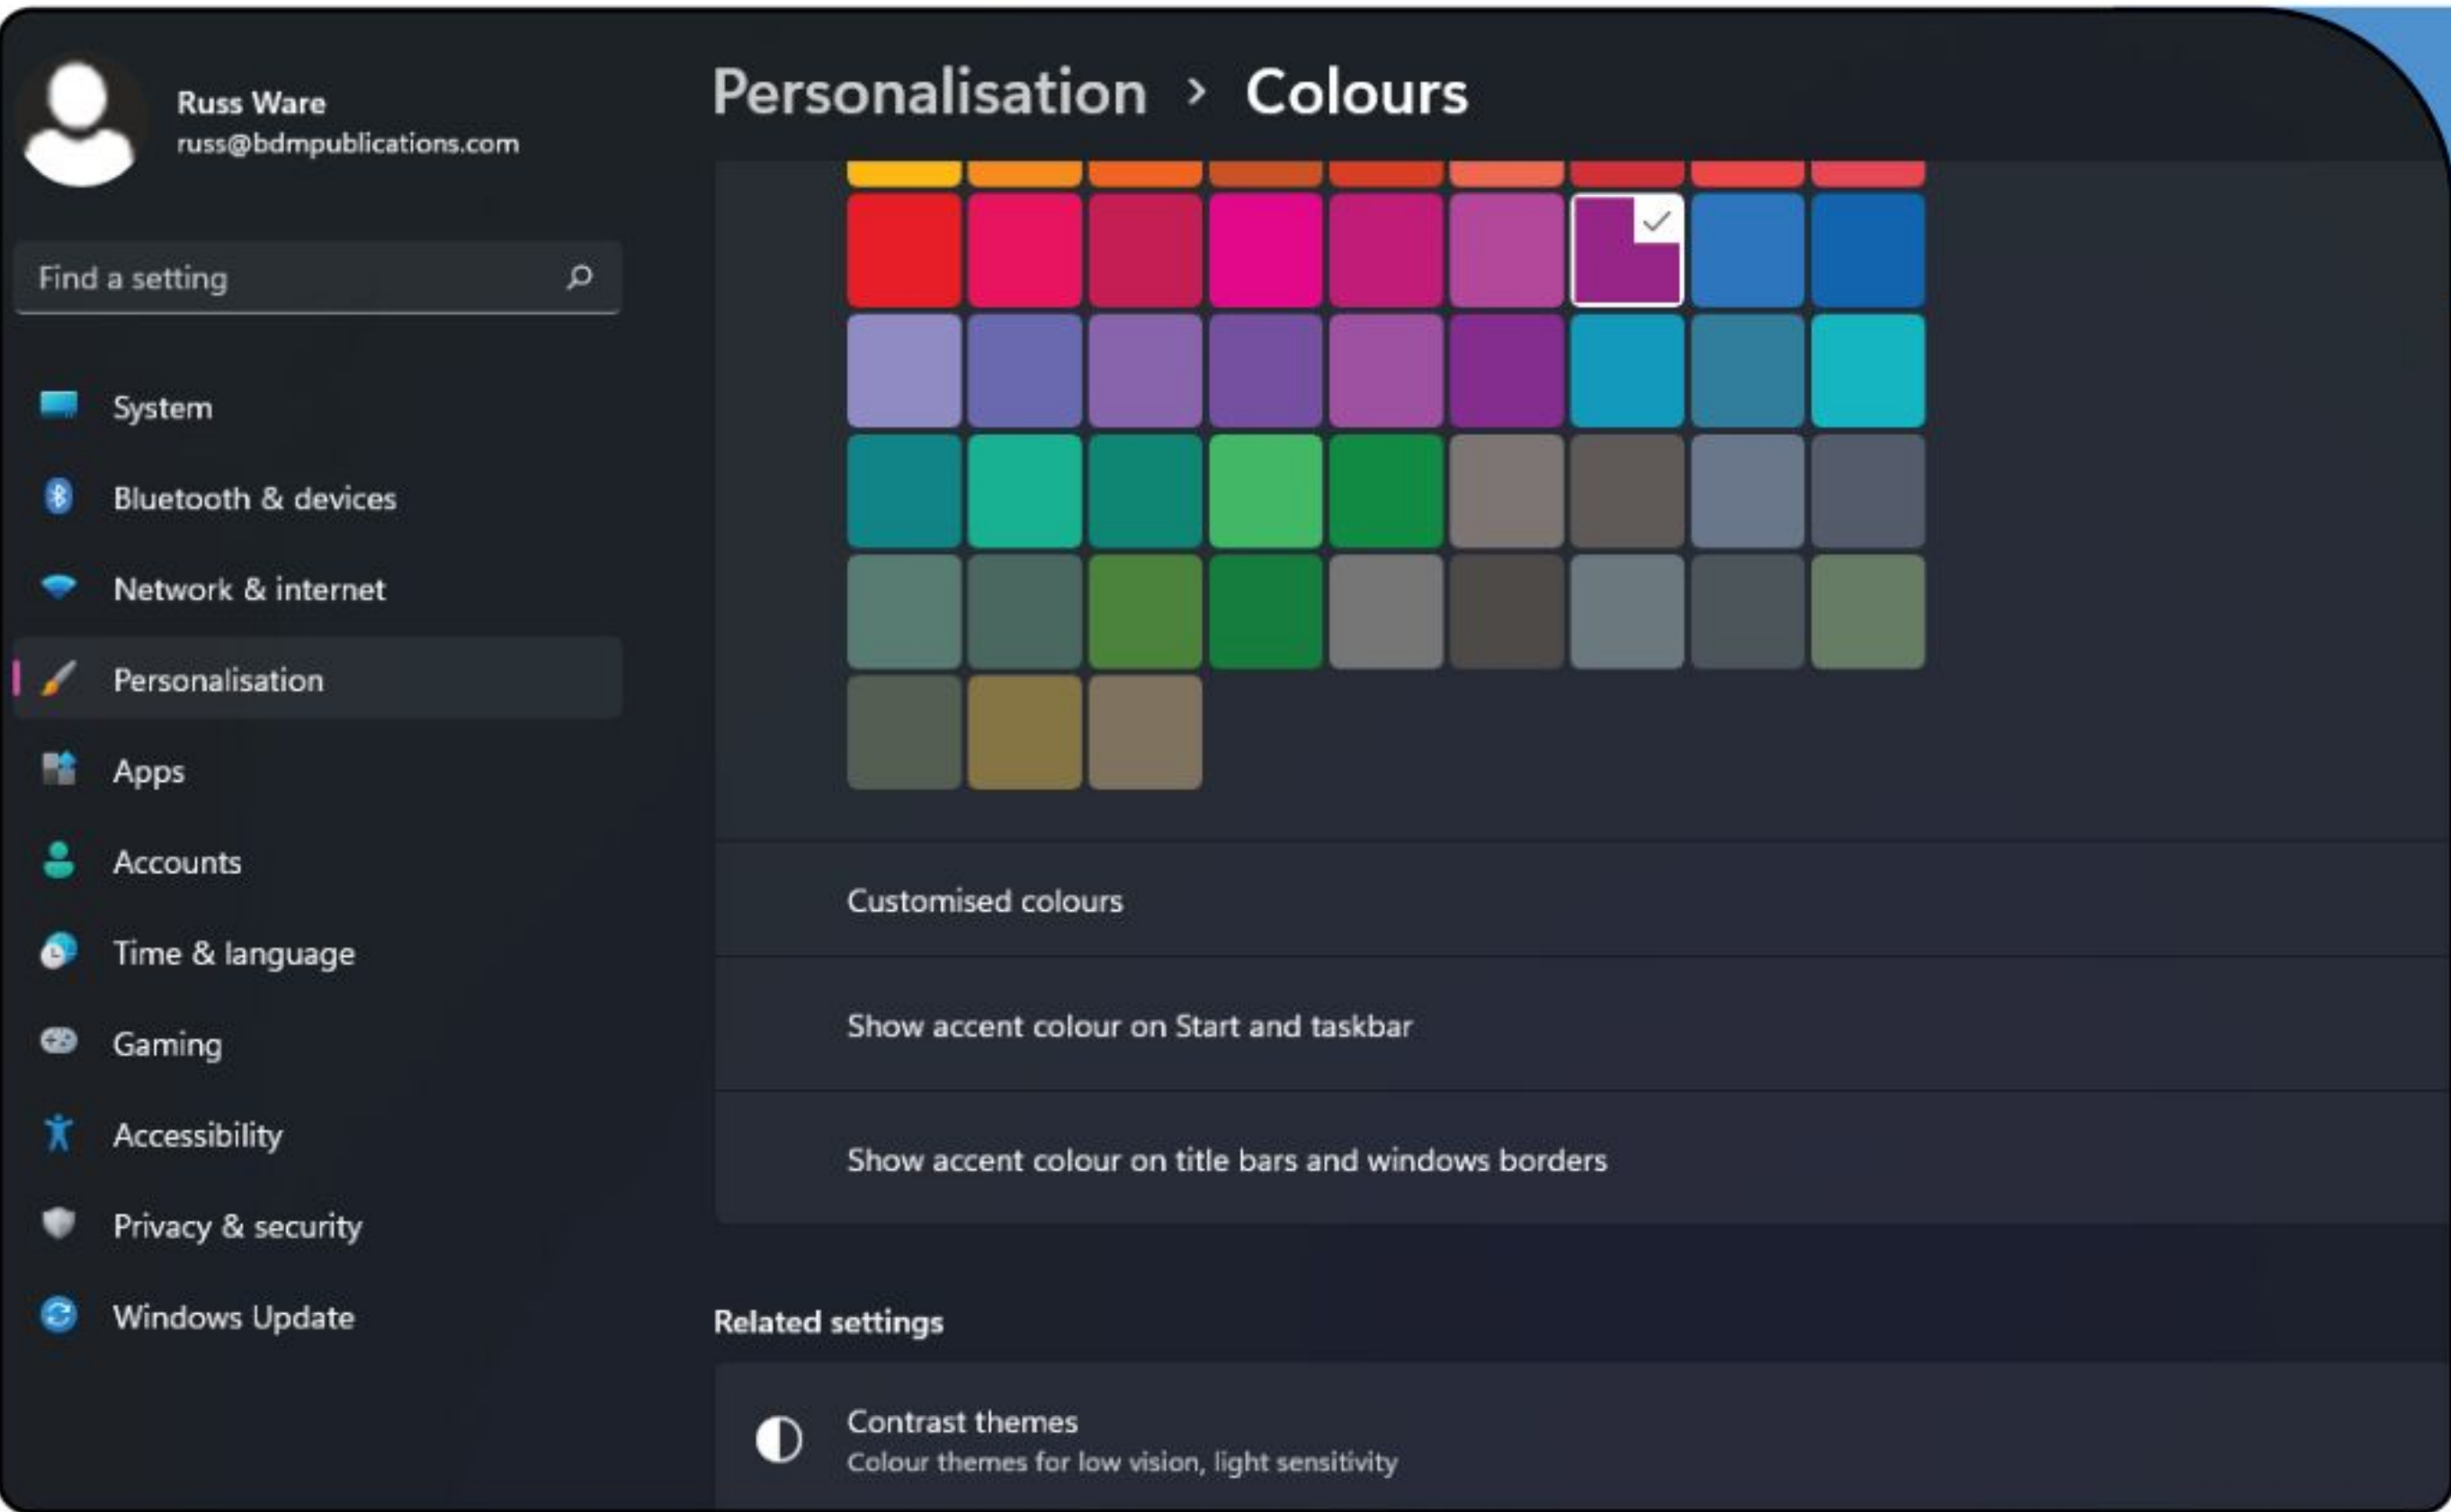 Russ Ware
russ@bdmpublications.com
Find a setting
System
Bluetooth & devices
Network & internet
Personalisation
Apps
Accounts
Time & language
Gaming
Accessibility
Privacy & security
Windows Update
Personalisation > Colours
Customised colours
Show accent colour on Start and taskbar
Show accent colour on title bars and windows borders
Related settings
Contrast themes
Colour themes for low vision, light sensitivity